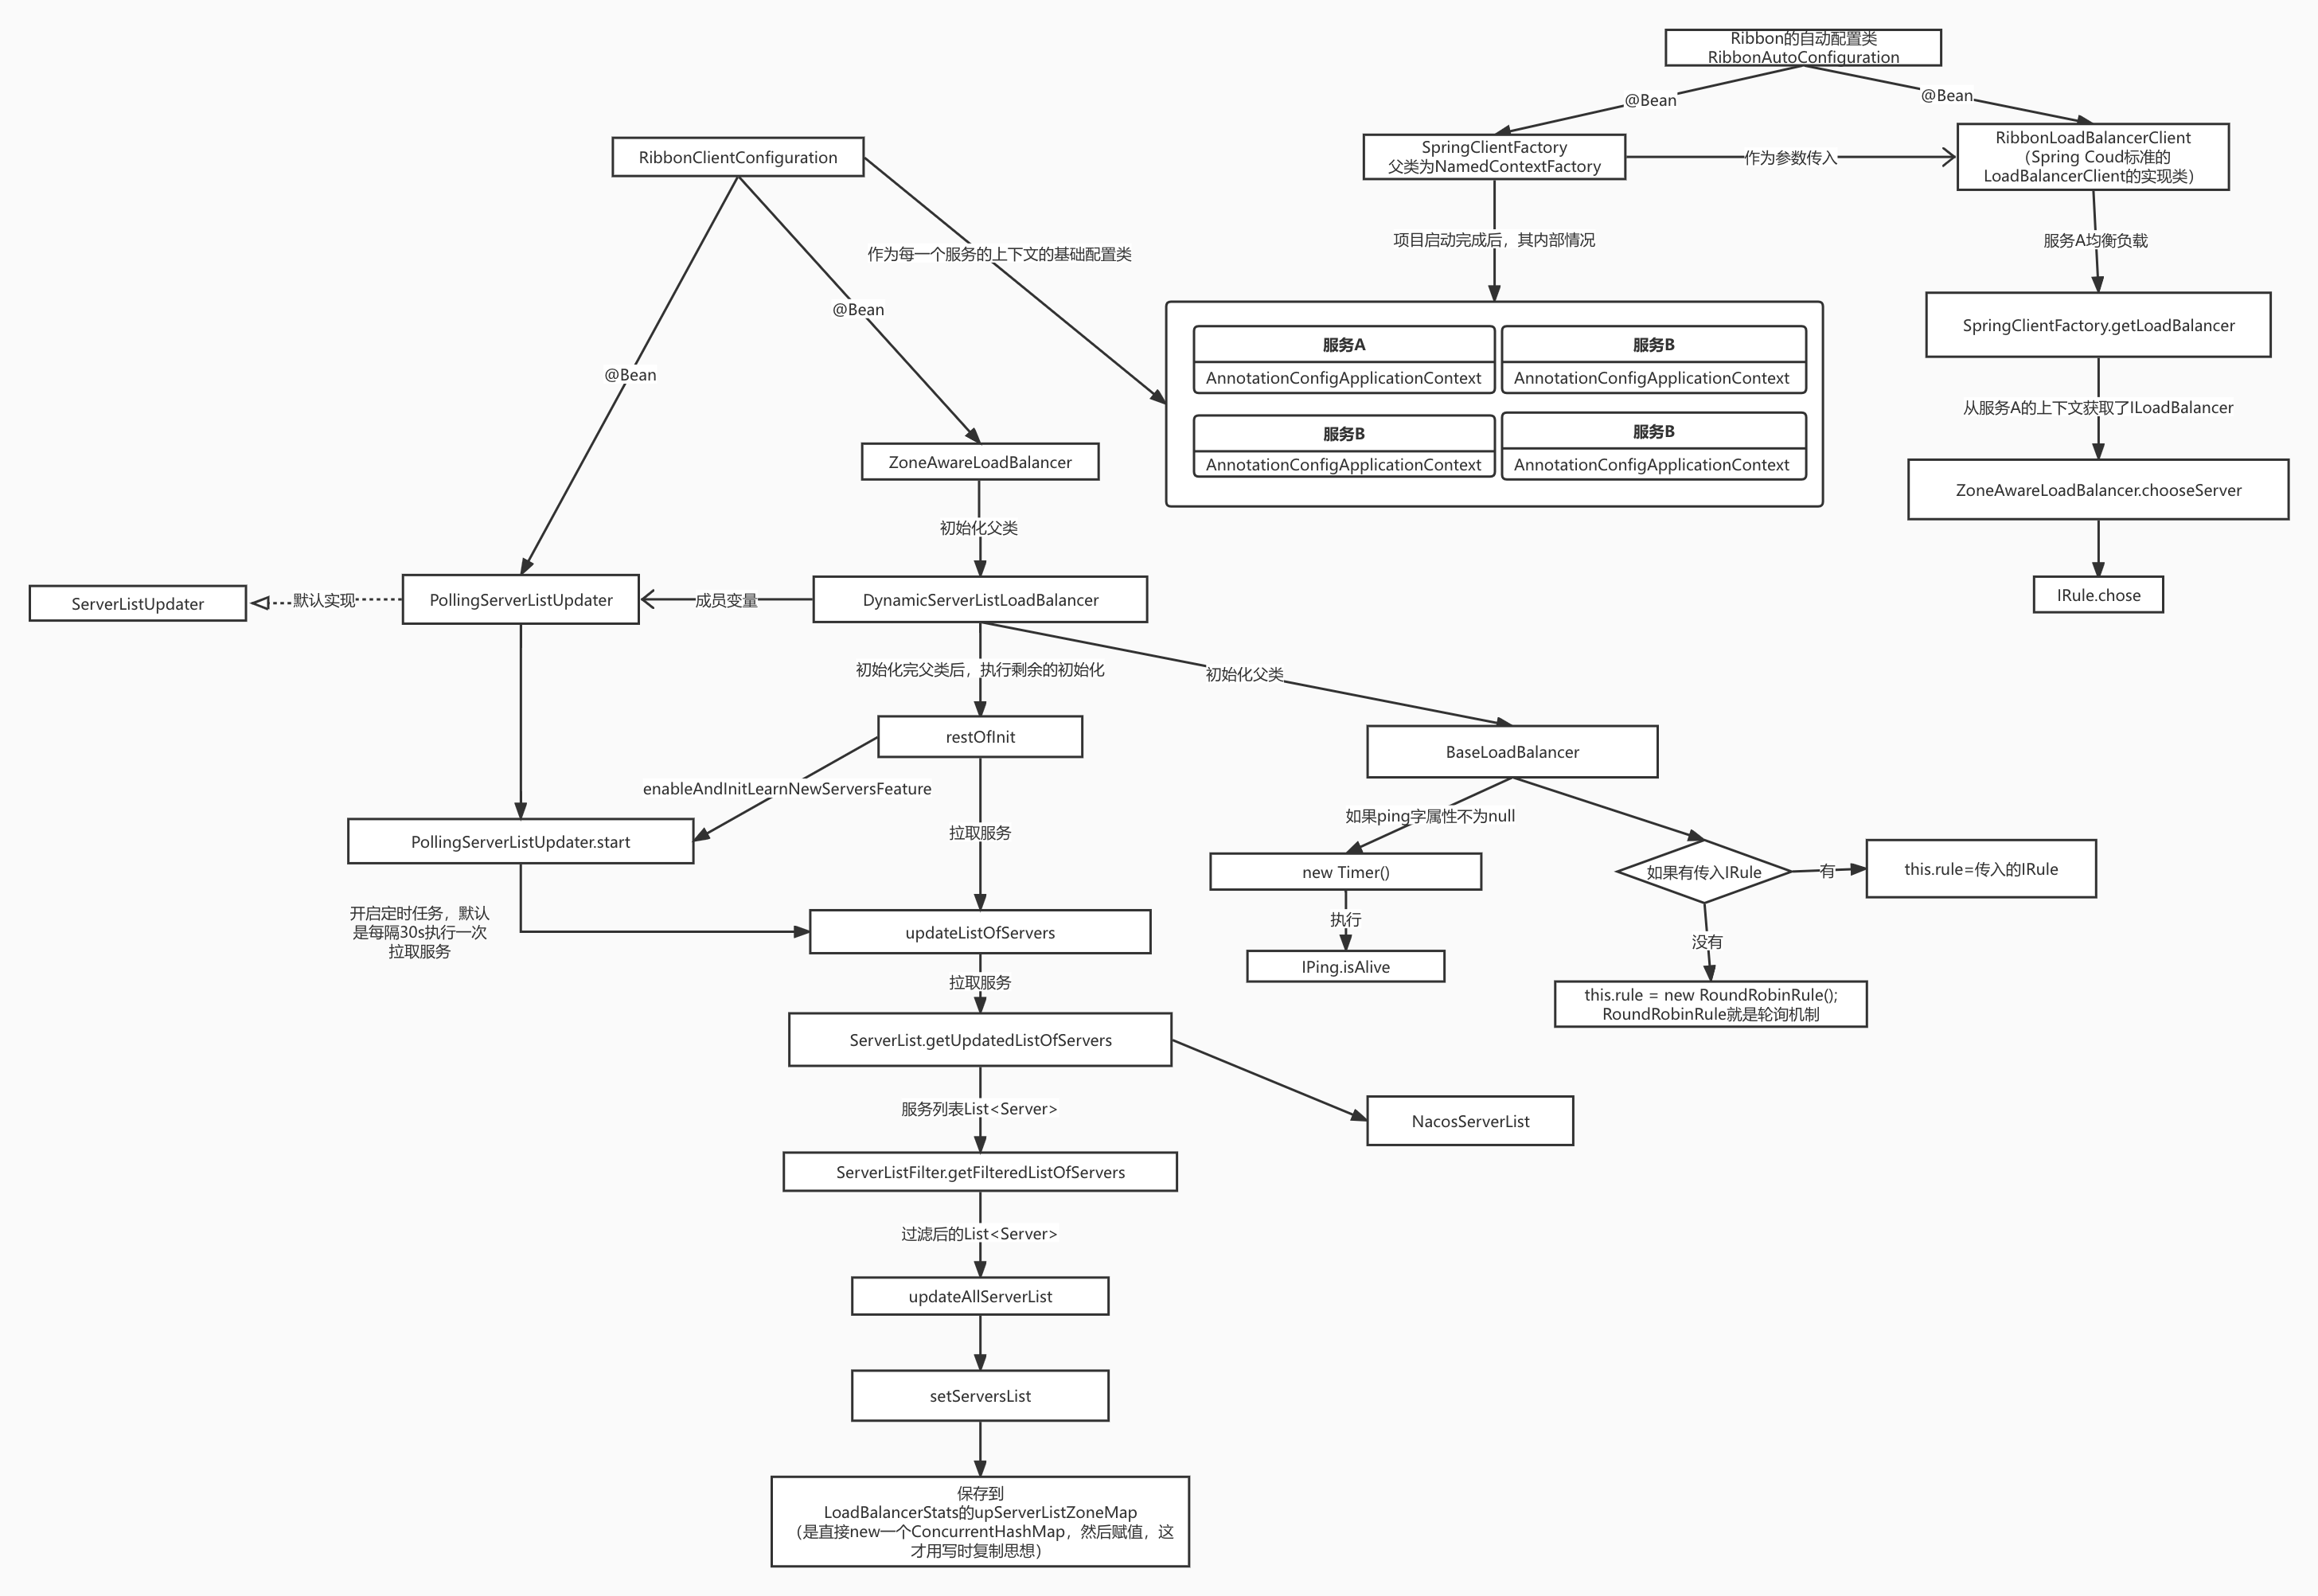 Ribbon的自动配置类
RibbonAutoConfiguration
@Bean
@Bean
RibbonClientConfiguration
SpringClientFactory
父类为NamedContextFactory
作为参数传入
RibbonLoadBalancerClient
（Spring Coud标准的
LoadBalancerClient的实现类）
作为每一个服务的上下文的基础配置类
项目启动完成后，其内部情况
服务A均衡负载
@Bean
@Bean
服务A
AnnotationConfigApplicationContext
服务B
AnnotationConfigApplicationContext
服务B
AnnotationConfigApplicationContext
服务B
AnnotationConfigApplicationContext
SpringClientFactory.getLoadBalancer
从服务A的上下文获取了ILoadBalancer
ZoneAwareLoadBalancer.chooseServer
IRule.chose
ZoneAwareLoadBalancer
初始化父类
ServerListUpdater
默认实现
PollingServerListUpdater
成员变量
DynamicServerListLoadBalancer
初始化完父类后，执行剩余的初始化
初始化父类
restOfInit
enableAndInitLearnNewServersFeature
BaseLoadBalancer
如果ping字属性不为null
PollingServerListUpdater.start
拉取服务
new Timer()
如果有传入IRule
有
this.rule=传入的IRule
开启定时任务，默认
是每隔30s执行一次
拉取服务
updateListOfServers
执行
没有
IPing.isAlive
拉取服务
this.rule = new RoundRobinRule();
RoundRobinRule就是轮询机制
ServerList.getUpdatedListOfServers
服务列表List<Server>
NacosServerList
ServerListFilter.getFilteredListOfServers
过滤后的List<Server>
updateAllServerList
setServersList
保存到
LoadBalancerStats的upServerListZoneMap
（是直接new一个ConcurrentHashMap，然后赋值，这
才用写时复制思想）